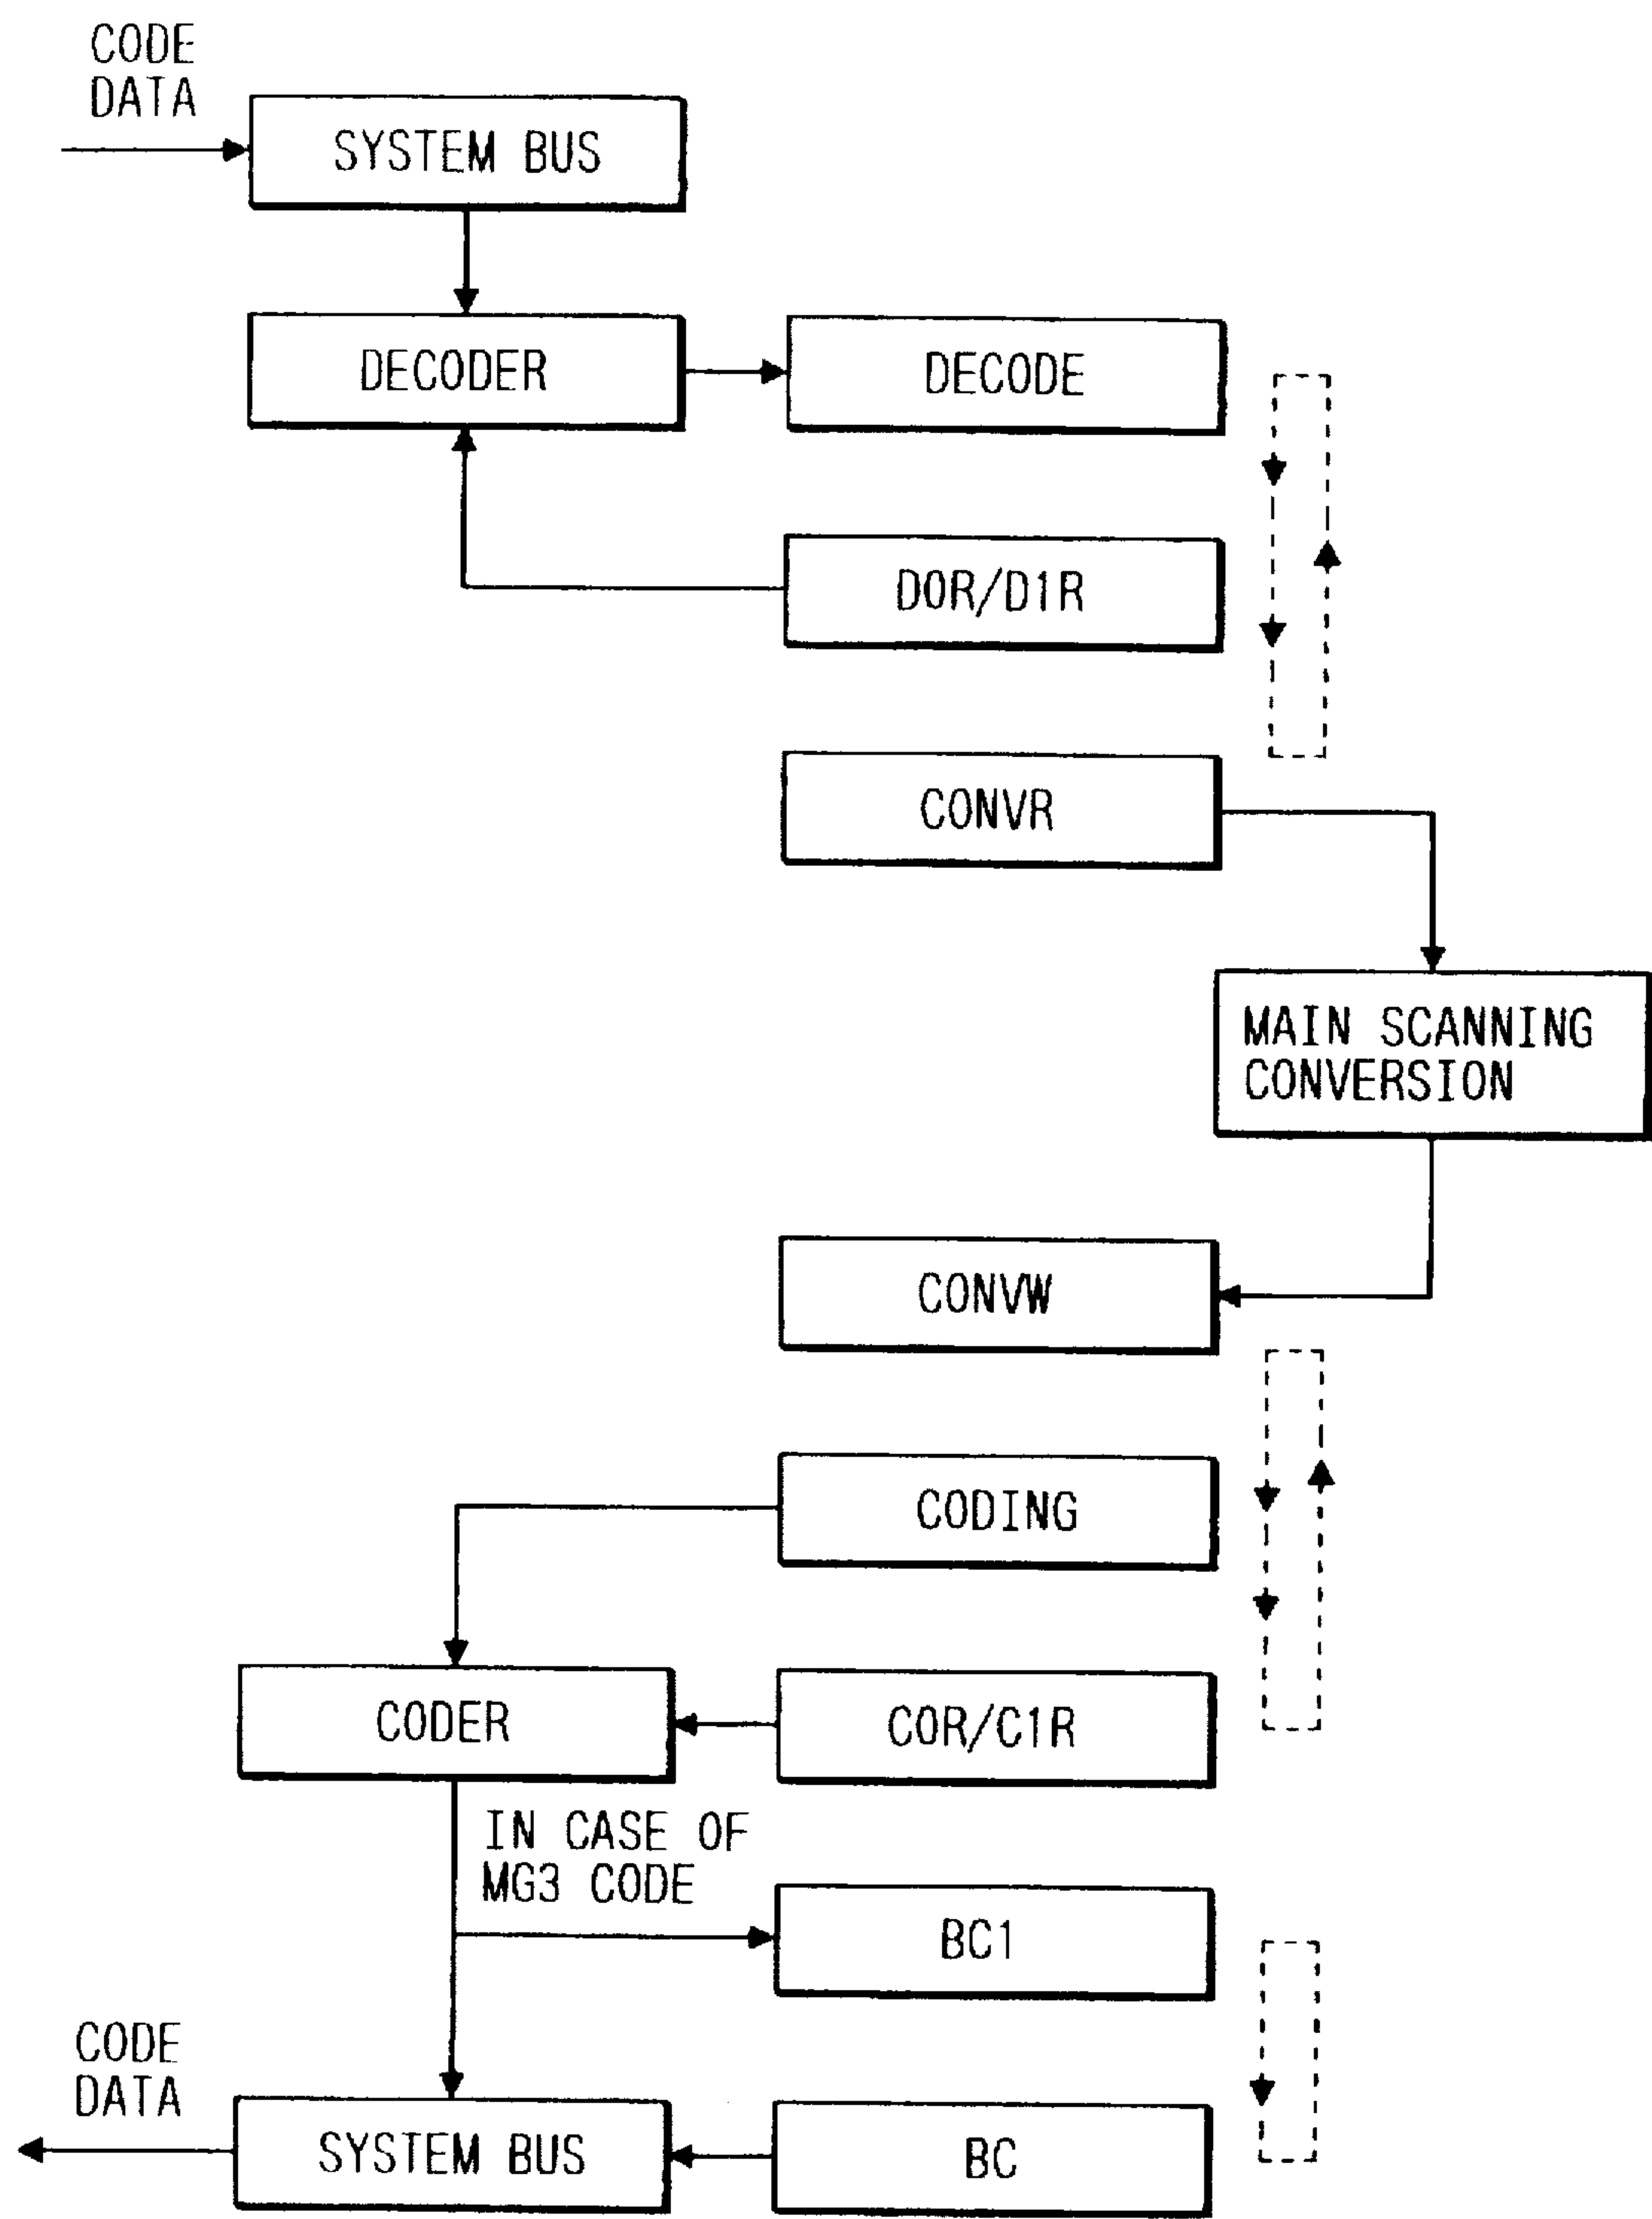 CODE
DATA
SYSTEM BUS
DECODER
DECODE
D0R/D1R
CONVR
MAIN SCANNING
CONVERSION
CONVW
CODING
CODER
C0R/C1R
IN CASE OF
MG3 CODE
BC1
CODE
DATA
SYSTEM BUS
BC